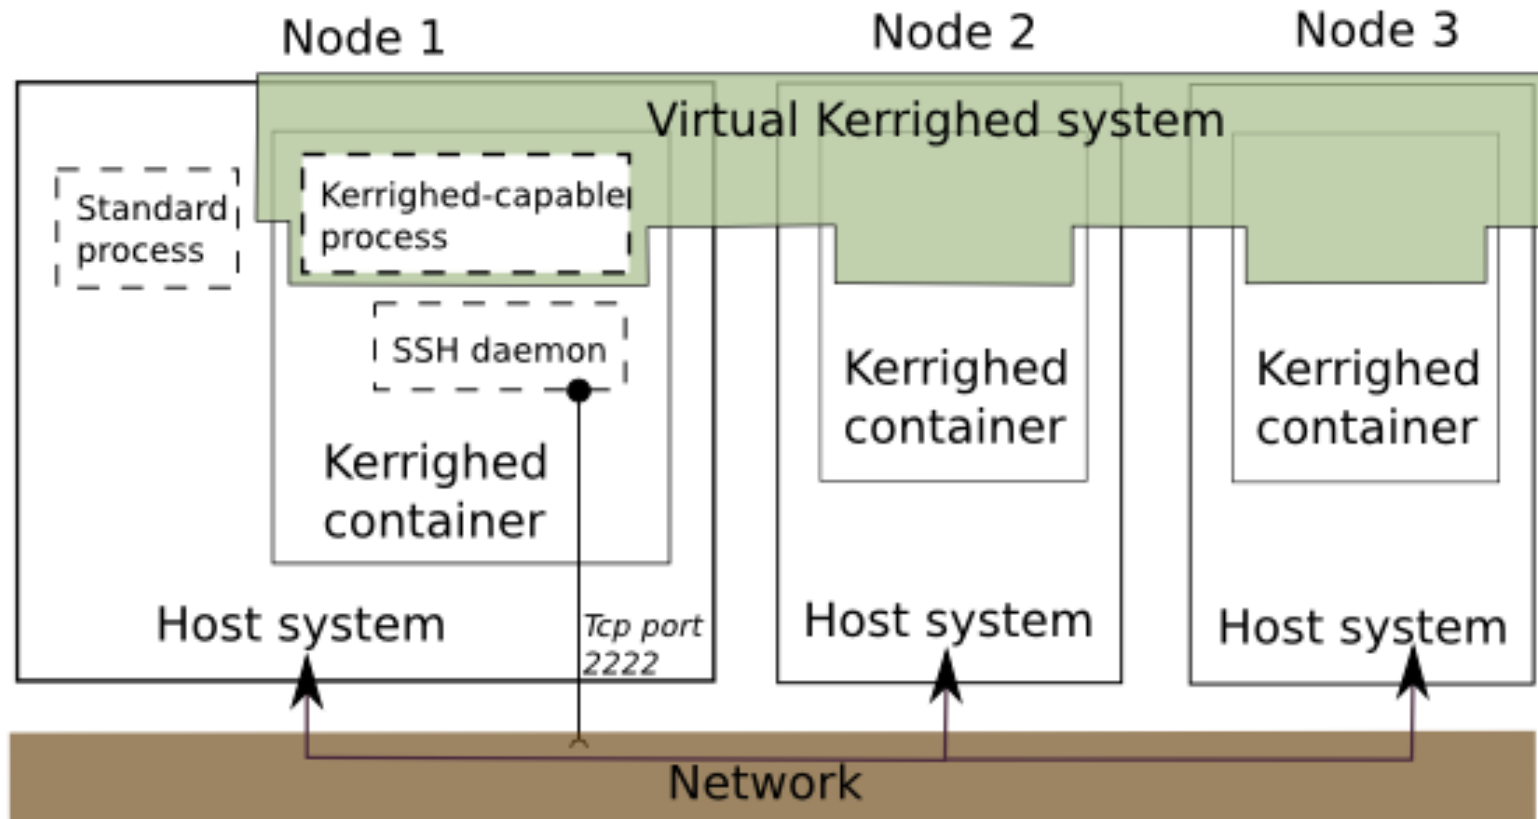 Node 1
Node 2
Node 3
Virtual Kerrighed system
Standard
process
Kerrighed-capable
process
SSH daemon
Kerrighed
container
Kerrighed
container
Kerrighed
container
Host system
Tcp port
2222
Host system
Host system
Network